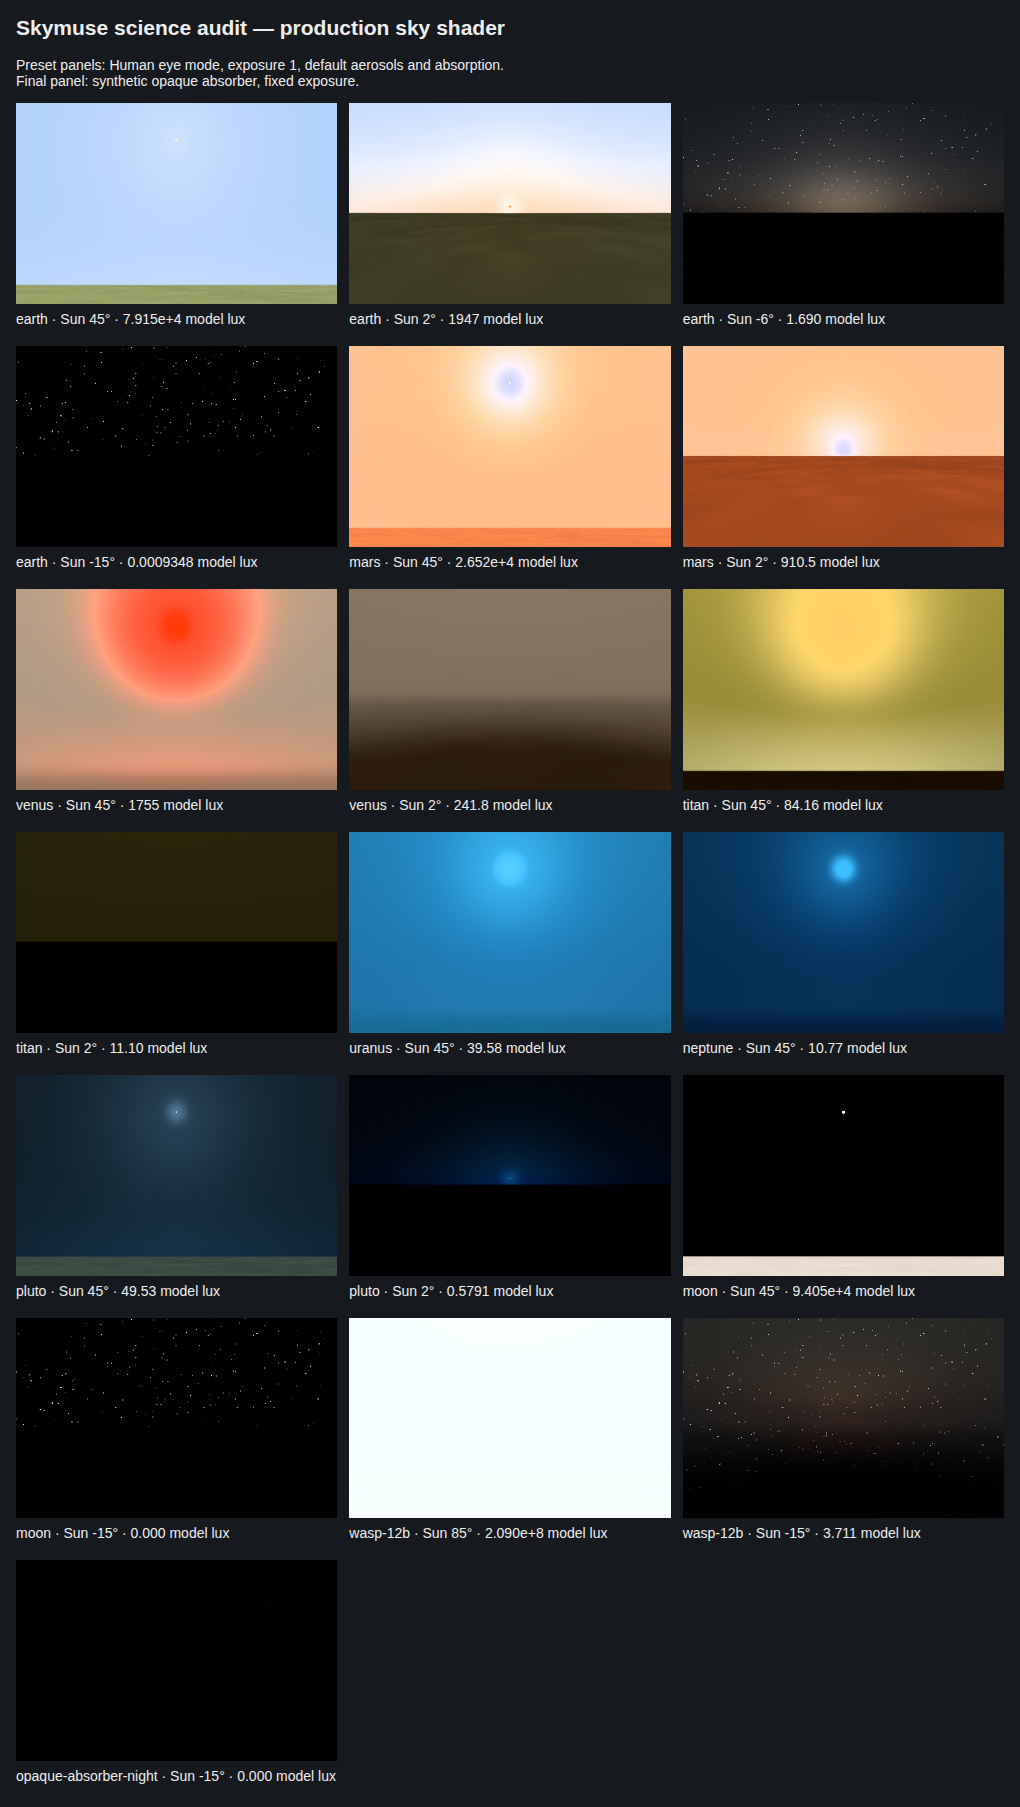 Skymuse science audit — production sky shader
Preset panels: Human eye mode, exposure 1, default aerosols and absorption.
Final panel: synthetic opaque absorber, fixed exposure.
earth · Sun 45° · 7.915e+4 model lux
earth · Sun 2° · 1947 model lux
earth · Sun -6° · 1.690 model lux
earth · Sun -15° · 0.0009348 model lux
mars · Sun 45° · 2.652e+4 model lux
mars · Sun 2° · 910.5 model lux
venus · Sun 45° · 1755 model lux
venus · Sun 2° · 241.8 model lux
titan · Sun 45° · 84.16 model lux
titan · Sun 2° · 11.10 model lux
uranus · Sun 45° · 39.58 model lux
neptune · Sun 45° · 10.77 model lux
pluto · Sun 45° · 49.53 model lux
pluto · Sun 2° · 0.5791 model lux
moon · Sun 45° · 9.405e+4 model lux
moon · Sun -15° · 0.000 model lux
wasp-12b · Sun 85° · 2.090e+8 model lux
wasp-12b · Sun -15° · 3.711 model lux
opaque-absorber-night · Sun -15° · 0.000 model lux